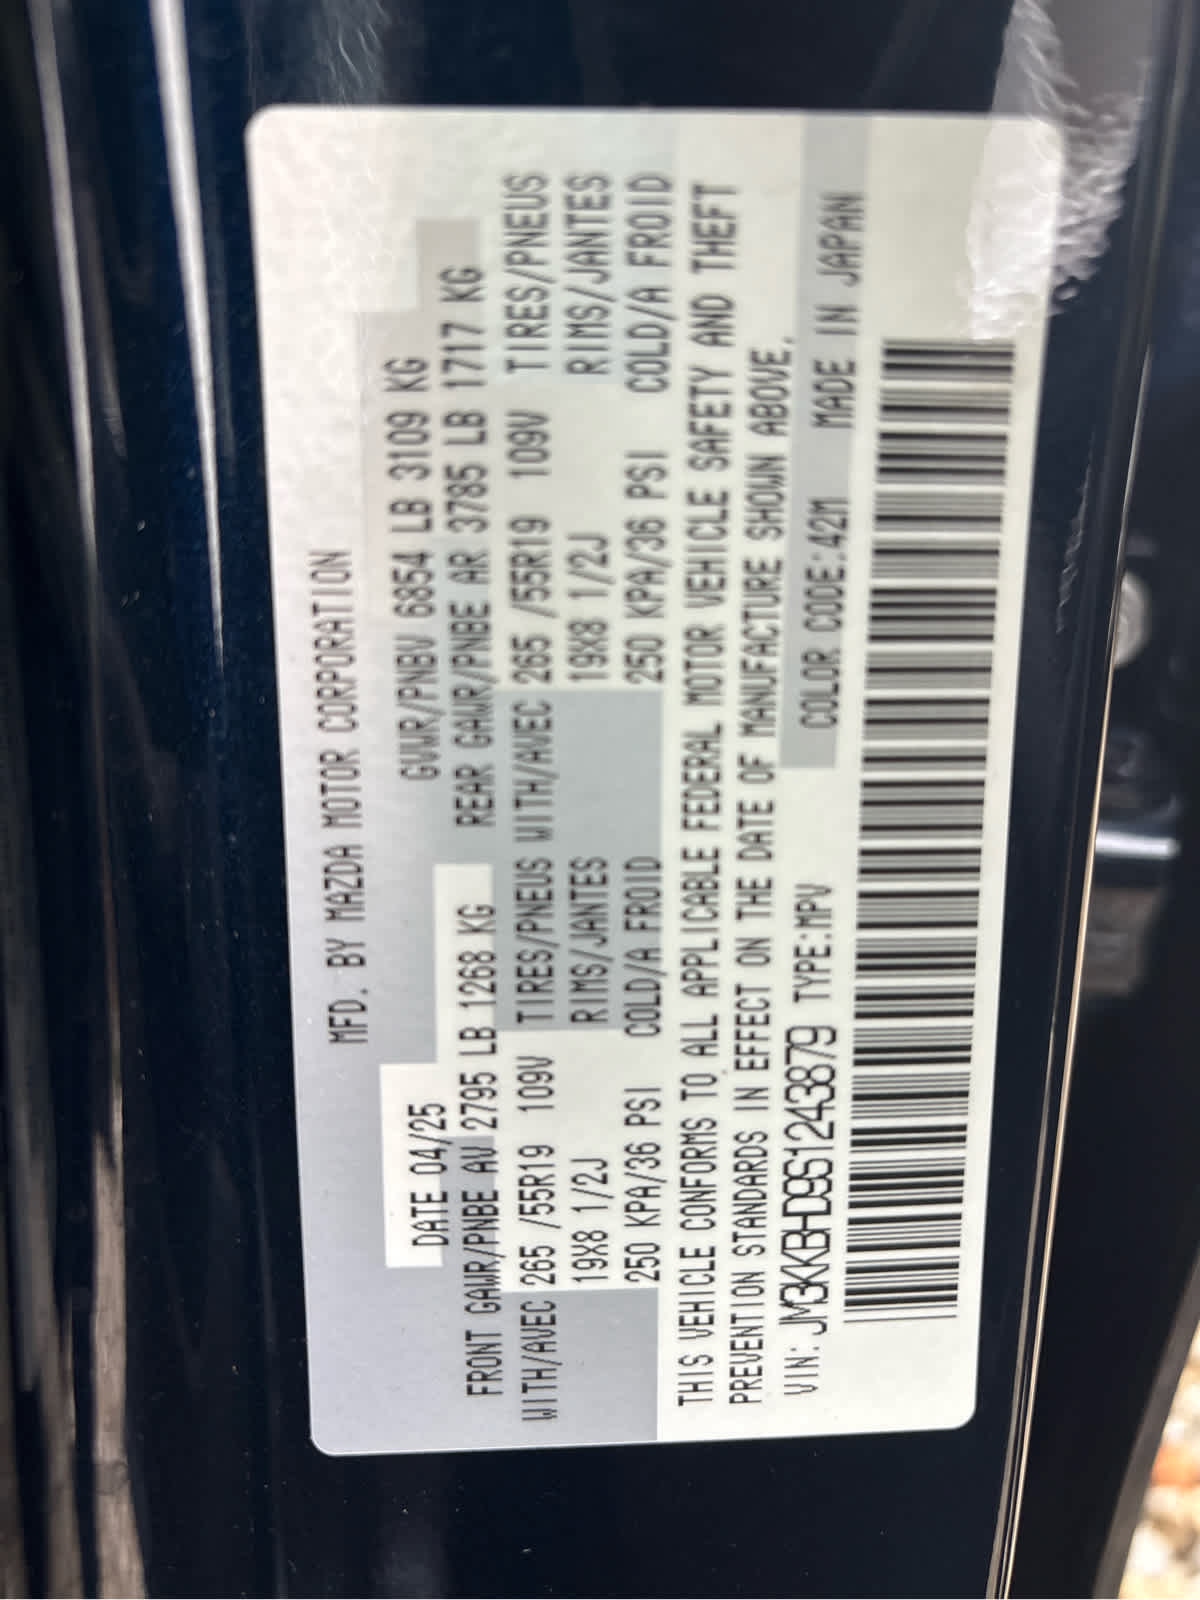 MFD. BY MAZDA MOTOR CORPORATION
DATE 04/25 GVWR/PNBV 6854 LB 3109 KG
FRONT GAWR/PNBE AV 2795 LB 1268 KG REAR GAWR/PNBE AR 3785 LB 1717 KG
WITH/AVEC 265 /55R19 109V TIRES/PNEUS WITH/AVEC 265 /55R19 109V TIRES/PNEUS
19X8 1/2J RIMS/JANTES 19X8 1/2J RIMS/JANTES
250 KPA/36 PSI COLD/A FROID 250 KPA/36 PSI COLD/A FROID
THIS VEHICLE CONFORMS TO ALL APPLICABLE FEDERAL MOTOR VEHICLE SAFETY AND THEFT
PREVENTION STANDARDS IN EFFECT ON THE DATE OF MANUFACTURE SHOWN ABOVE.
VIN: JM3KKBHD9S1243879 TYPE:MPV COLOR CODE:42M MADE IN JAPAN